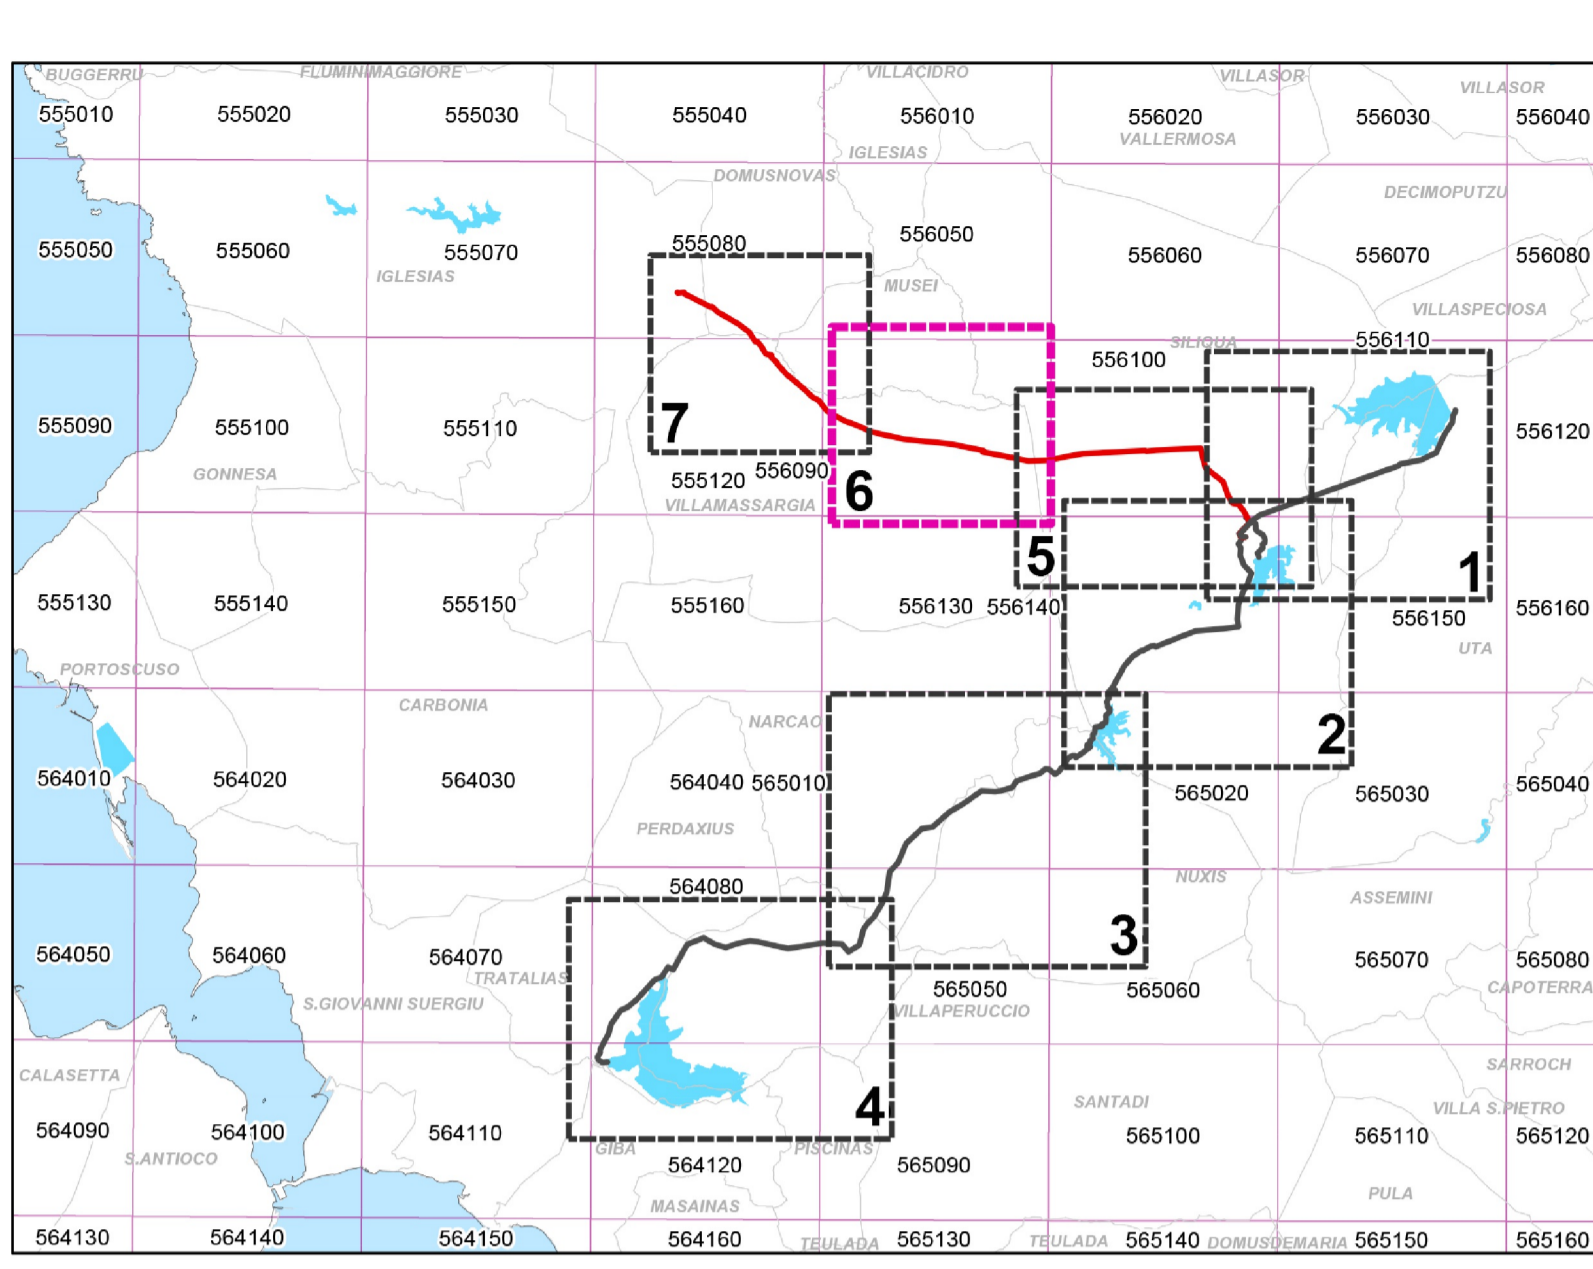 BUGGERRU FLUMINIMAGGIORE VILLACIDRO VILLASOR VILLASOR
555010 555020 555030 555040 556010 556020 556030 556040
VALLERMOSA
IGLESIAS
DOMUSNOVAS
DECIMOPUTZU
555050 555060 555070 555080 556050 556060 556070 556080
IGLESIAS
MUSEI
VILLASPECIOSA
SILIQUA
556110
556100
7
555090 555100 555110 556120
GONNESA
555120 556090
6
VILLAMASSARGIA
5
1
555130 555140 555150 555160 556130 556140 556150 556160
UTA
PORTOSCUSO
CARBONIA
NARCAO
2
564010 564020 564030 564040 565010 565020 565030 565040
PERDAXIUS
NUXIS
564080
ASSEMINI
3
564050 564060 564070 565070 565080
TRATALIAS
CAPOTERRA
S.GIOVANNI SUERGIU
565050 565060
VILLAPERUCCIO
SARROCH
CALASETTA
SANTADI
4
VILLA S.PIETRO
564090 564100 564110 565100 565110 565120
GIBA PISCINAS
S.ANTIOCO
564120 565090
PULA
MASAINAS
564130 564140 564150 564160 TEULADA 565130 TEULADA 565140 DOMUSDEMARIA 565150 565160